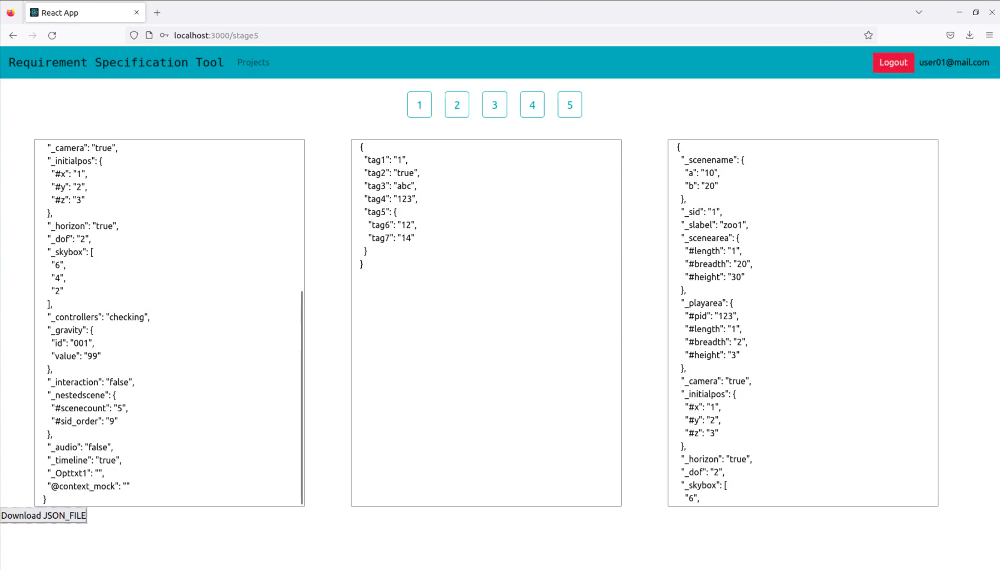 React App
localhost:3000/stage5
Requirement Specification Tool
Projects
Logout
user01@mail.com
1
2
3
4
5
"_camera": "true",
"_initialpos": {
"#x": "1",
"#y": "2",
"#z": "3"
},
"_horizon": "true",
"_dof": "2",
"_skybox": [
"6",
"4",
"2"
],
"_controllers": "checking",
"_gravity": {
"id": "001",
"value": "99"
},
"_interaction": "false",
"_nestedscene": {
"#scenecount": "5",
"#sid_order": "9"
},
"_audio": "false",
"_timeline": "true",
"_Opttxt1": "",
"@context_mock": ""
}
{
"tag1": "1",
"tag2": "true",
"tag3": "abc",
"tag4": "123",
"tag5": {
"tag6": "12",
"tag7": "14"
}
}
{
"_scenename": {
"a": "10",
"b": "20"
},
"_sid": "1",
"_slabel": "zoo1",
"_scenearea": {
"#length": "1",
"#breadth": "20",
"#height": "30"
},
"_playarea": {
"#pid": "123",
"#length": "1",
"#breadth": "2",
"#height": "3"
},
"_camera": "true",
"_initialpos": {
"#x": "1",
"#y": "2",
"#z": "3"
},
"_horizon": "true",
"_dof": "2",
"_skybox": [
"6",
Download JSON_FILE